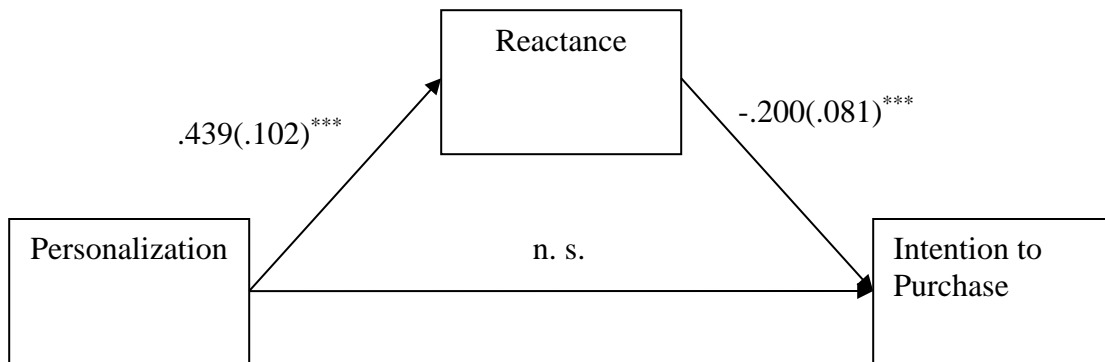 Reactance
.439(.102)***
-.200(.081)***
Personalization
n. s.
Intention to
Purchase